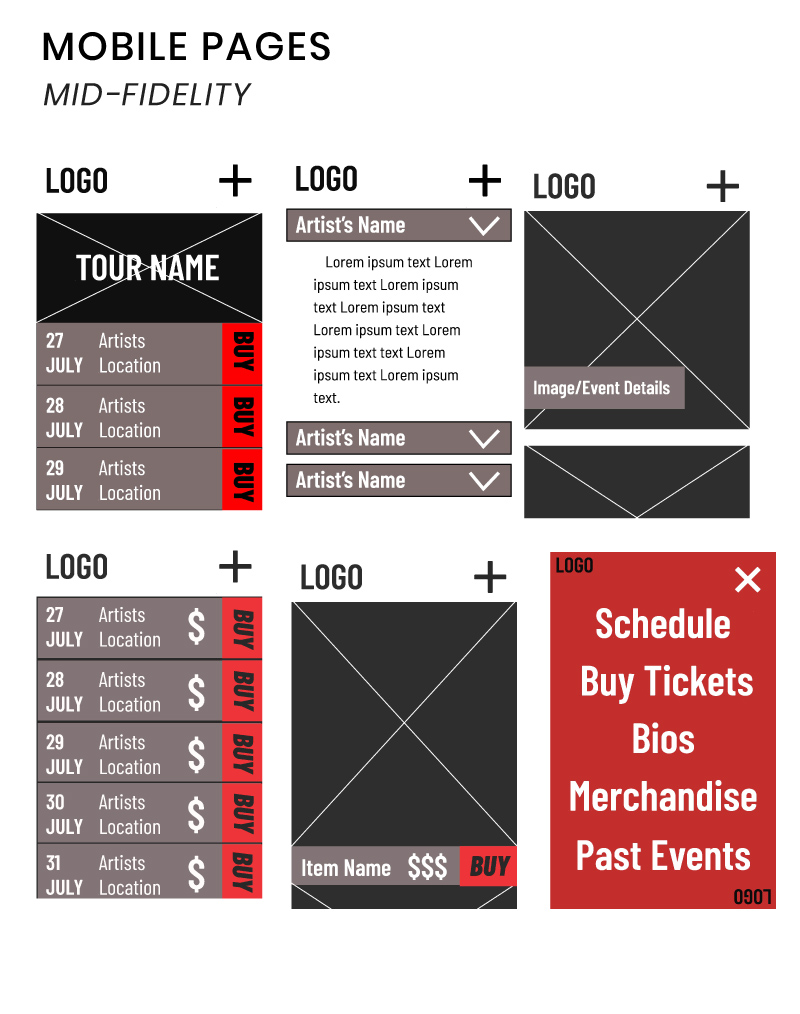 MOBILE PAGES
MID-FIDELITY
LOGO
TOUR NAME
27 JULY Artists Location BUY
28 JULY Artists Location BUY
29 JULY Artists Location BUY
LOGO
Artist's Name
Lorem ipsum text Lorem
ipsum text Lorem ipsum
text Lorem ipsum text
Lorem ipsum text Lorem
ipsum text text Lorem
ipsum text Lorem ipsum
text.
Artist's Name
Artist's Name
LOGO
Image/Event Details
LOGO
27 JULY Artists Location $ BUY
28 JULY Artists Location $ BUY
29 JULY Artists Location $ BUY
30 JULY Artists Location $ BUY
31 JULY Artists Location $ BUY
LOGO
Item Name $$$ BUY
LOGO
Schedule
Buy Tickets
Bios
Merchandise
Past Events
LOGO